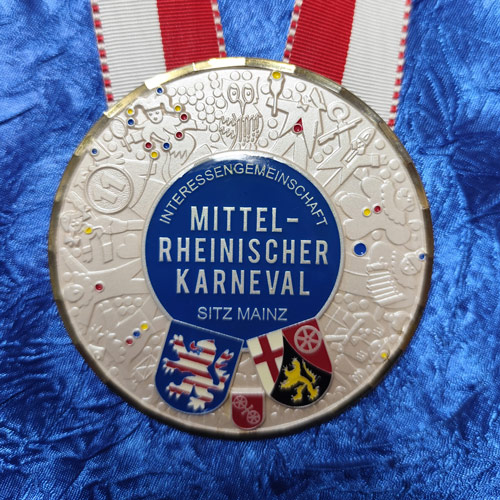 INTERESSENGEMEINSCHAFT
MITTEL-
RHEINISCHER
KARNEVAL
SITZ MAINZ